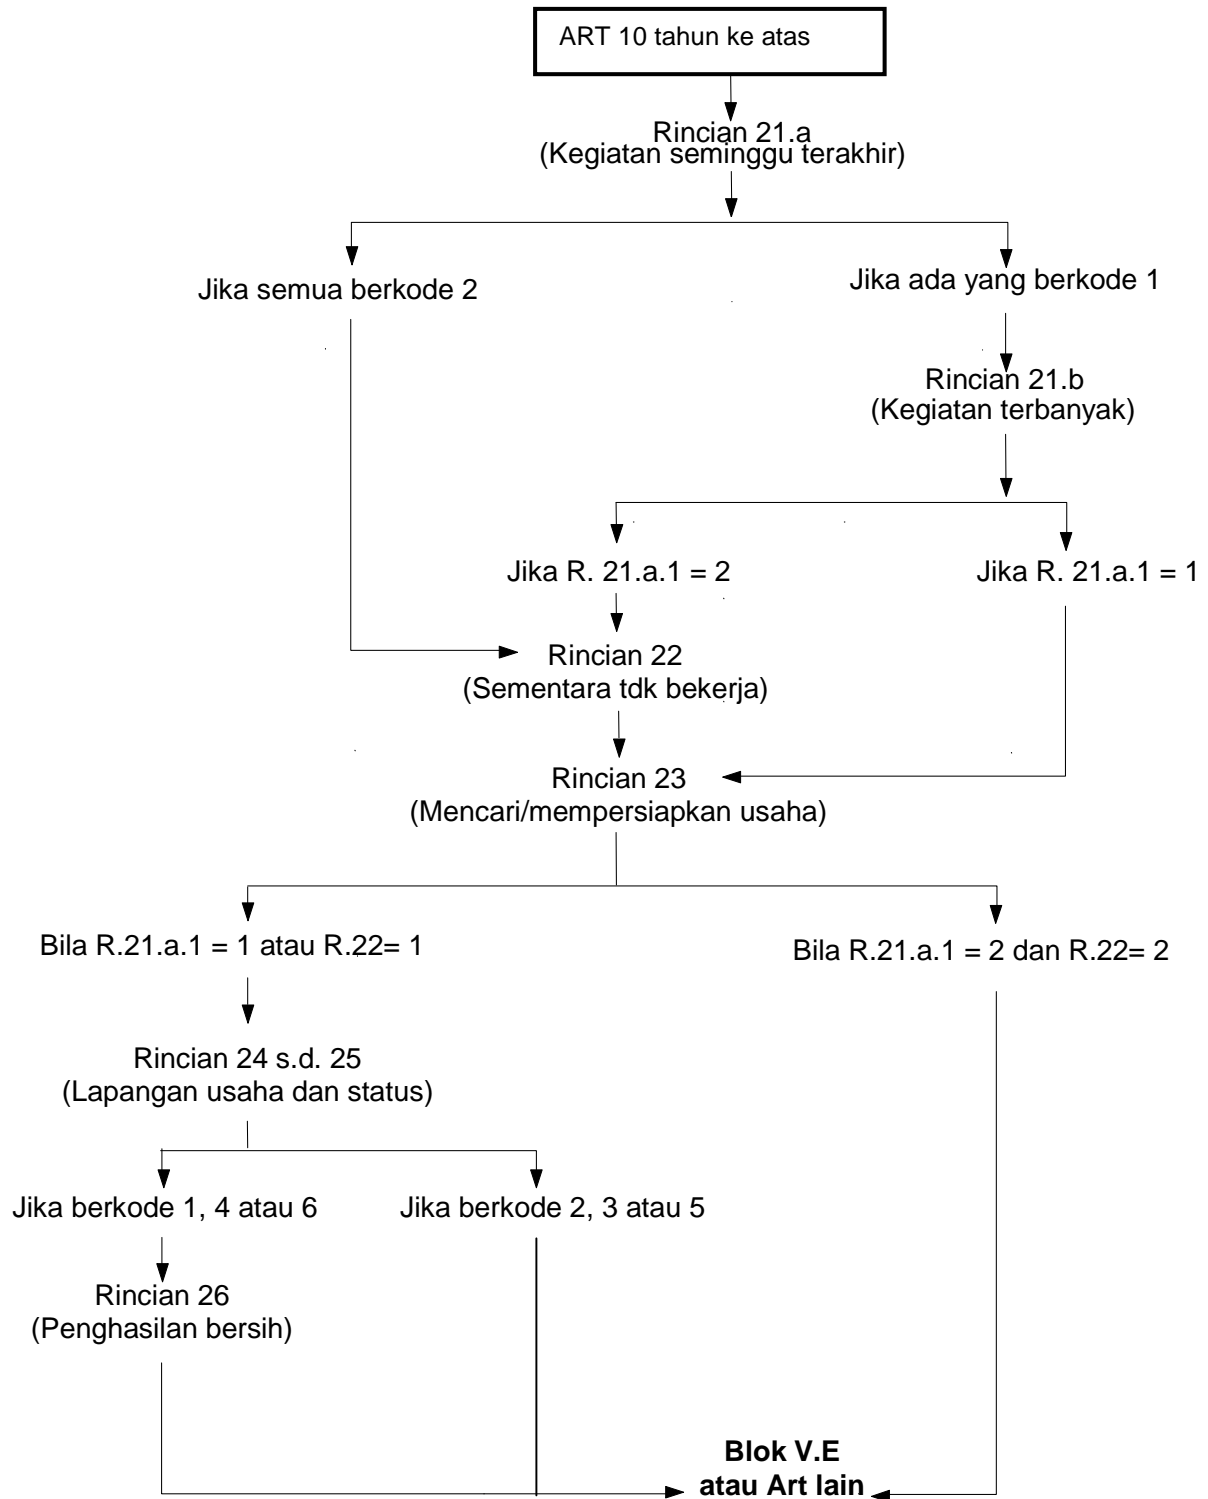 ART 10 tahun ke atas
Rincian 21.a
(Kegiatan seminggu terakhir)
Jika semua berkode 2
Jika ada yang berkode 1
Rincian 21.b
(Kegiatan terbanyak)
Jika R. 21.a.1 = 2
Jika R. 21.a.1 = 1
Rincian 22
(Sementara tdk bekerja)
Rincian 23
(Mencari/mempersiapkan usaha)
Bila R.21.a.1 = 1 atau R.22= 1
Bila R.21.a.1 = 2 dan R.22= 2
Rincian 24 s.d. 25
(Lapangan usaha dan status)
Jika berkode 1, 4 atau 6
Jika berkode 2, 3 atau 5
Rincian 26
(Penghasilan bersih)
Blok V.E
atau Art lain